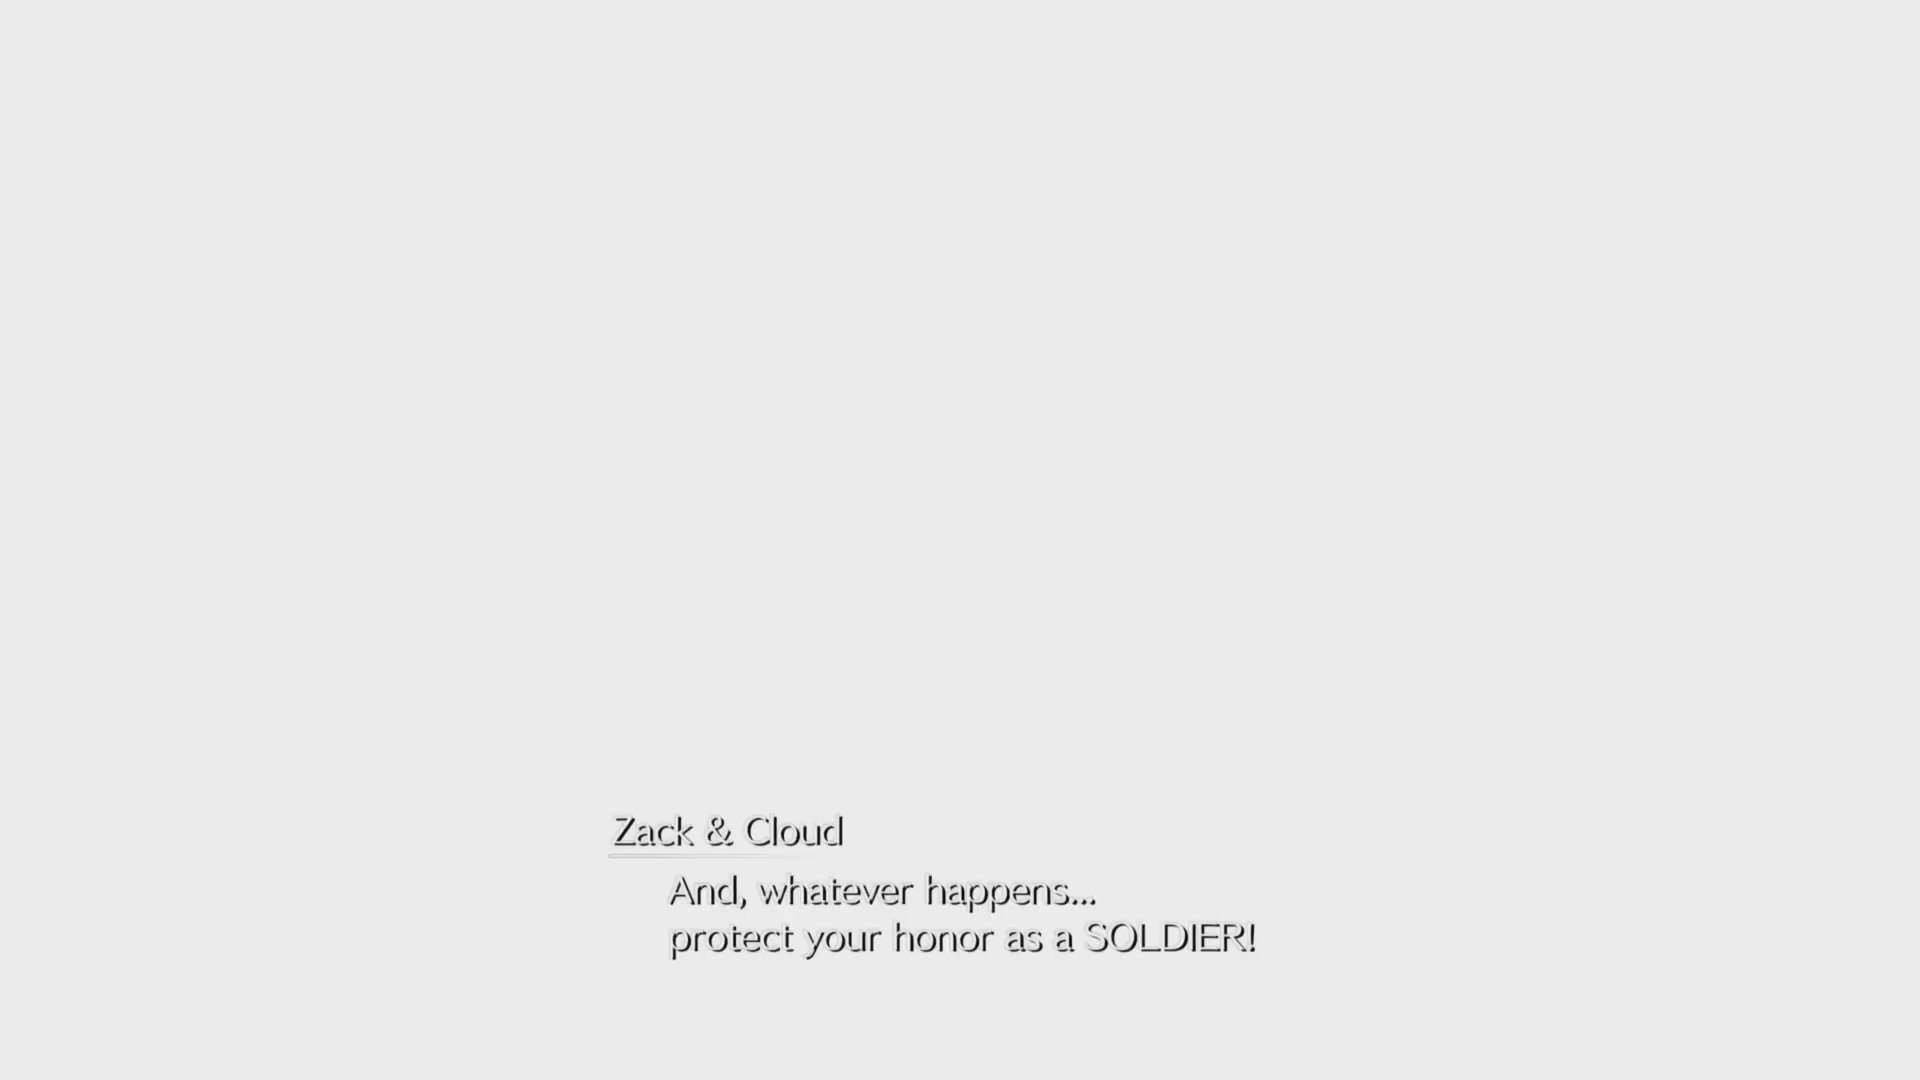 Zack & Cloud
And, whatever happens...
protect your honor as a SOLDIER!